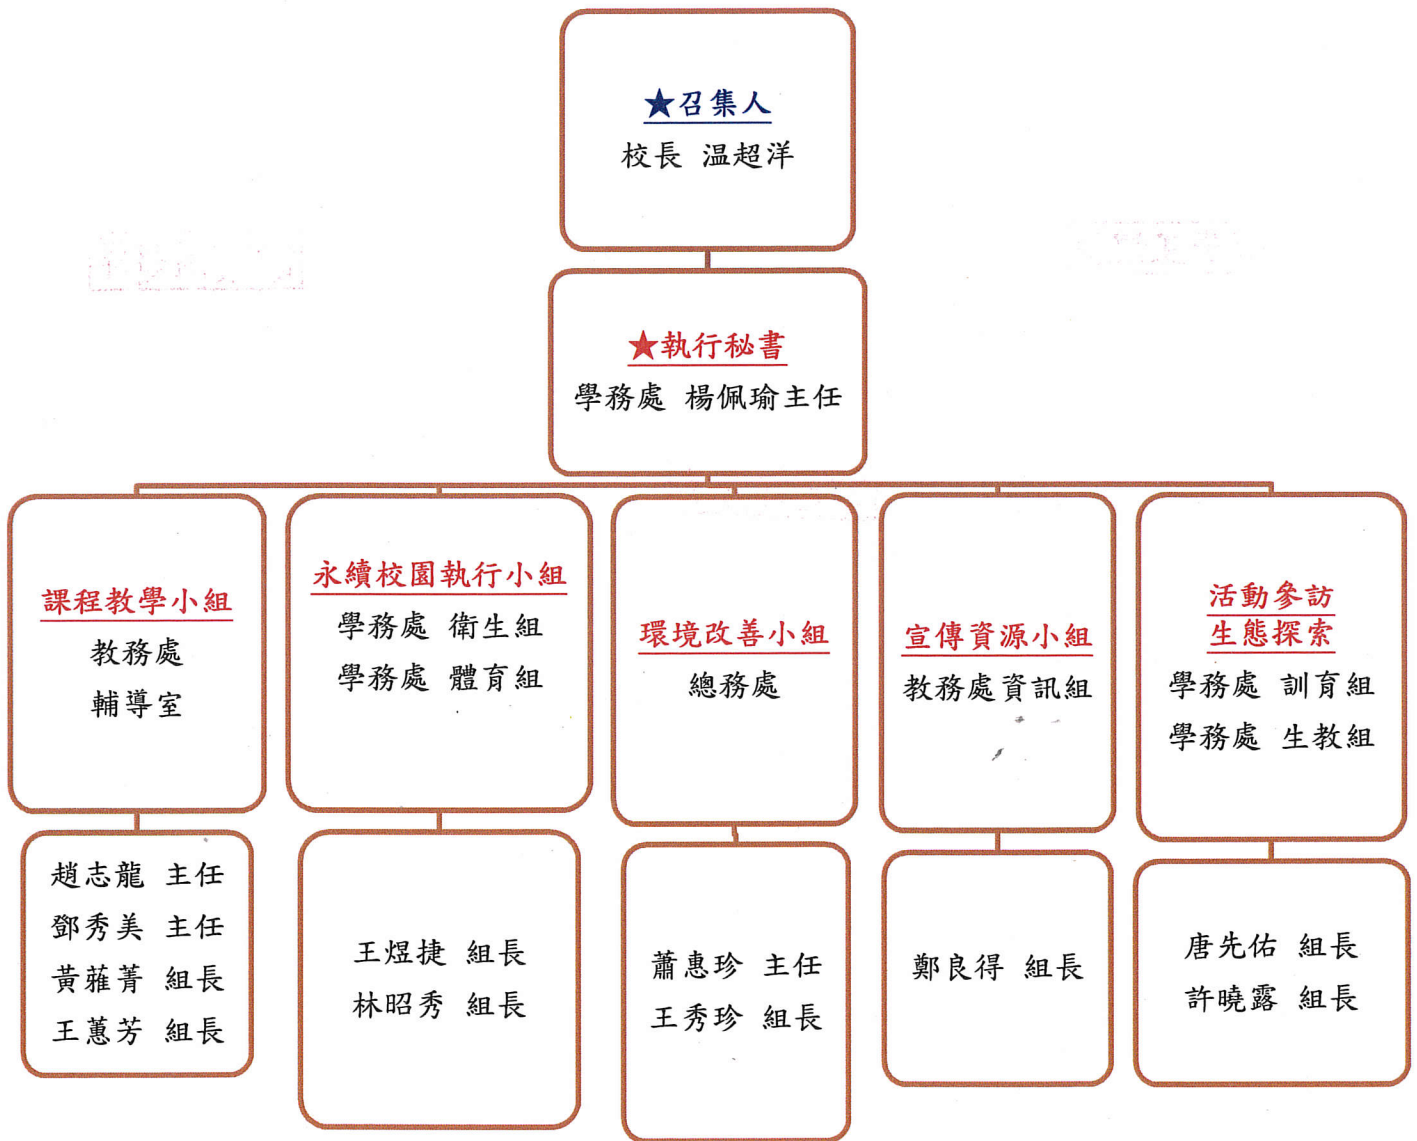 ★召集人
校長 温超洋
★執行秘書
學務處 楊佩瑜主任
課程教學小組
教務處
輔導室
永續校園執行小組
學務處 衛生組
學務處 體育組
環境改善小組
總務處
宣傳資源小組
教務處資訊組
活動參訪
生態探索
學務處 訓育組
學務處 生教組
趙志龍 主任
鄧秀美 主任
黃蓶菁 組長
王蕙芳 組長
王煜捷 組長
林昭秀 組長
蕭惠珍 主任
王秀珍 組長
鄭良得 組長
唐先佑 組長
許曉露 組長